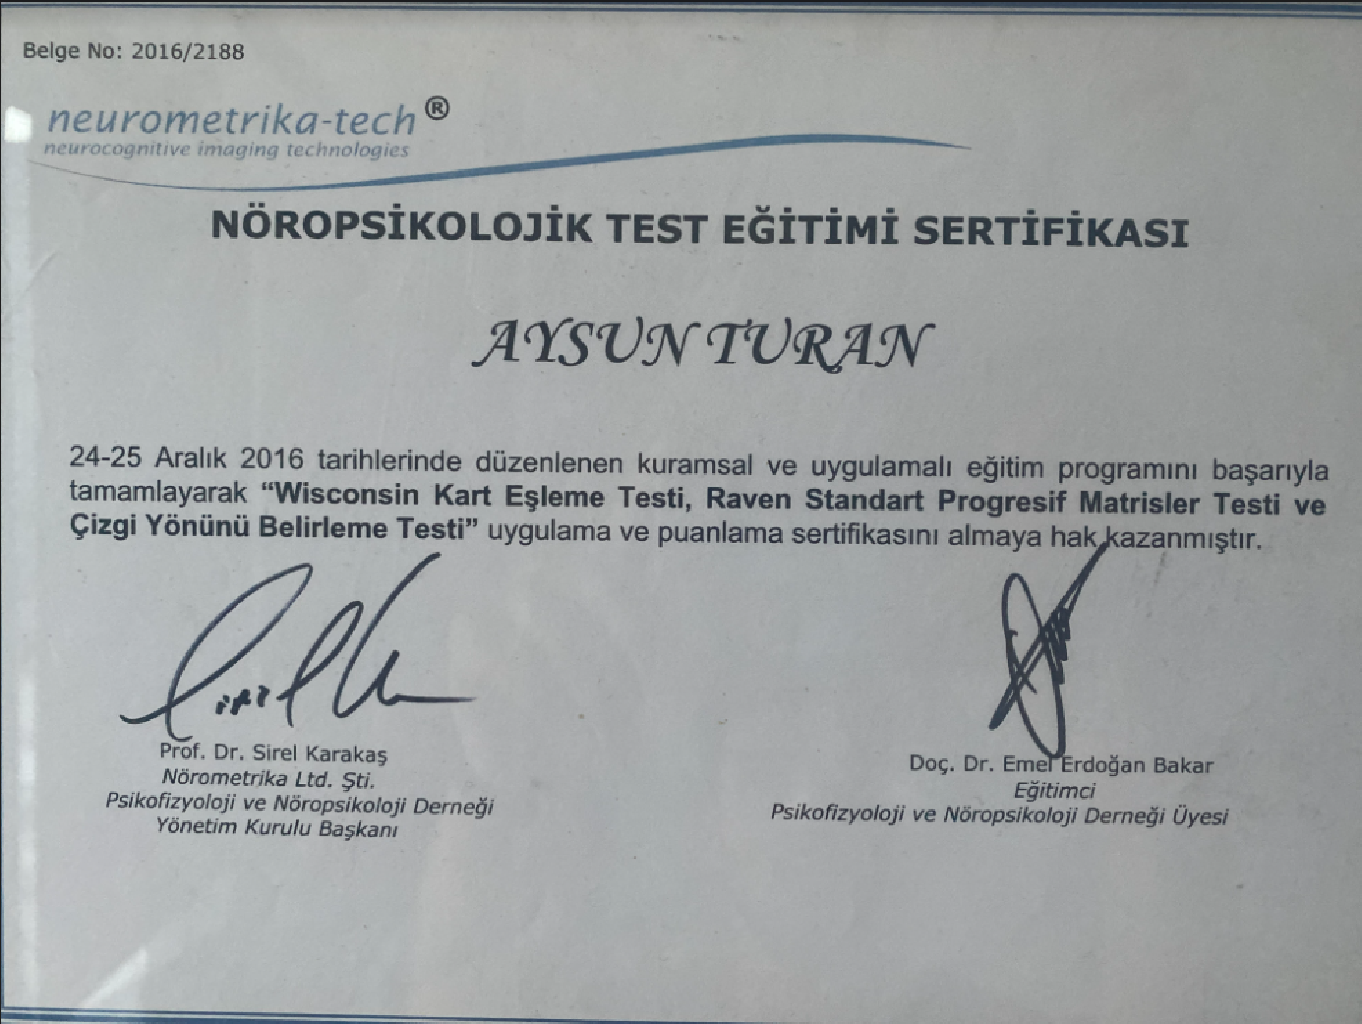 Belge No: 2016/2188
neurometrika-tech®
neurocognitive imaging technologies
NÖROPSİKOLOJİK TEST EĞİTİMİ SERTİFİKASI
AYSUN TURAN
24-25 Aralık 2016 tarihlerinde düzenlenen kuramsal ve uygulamalı eğitim programını başarıyla
tamamlayarak “Wisconsin Kart Eşleme Testi, Raven Standart Progresif Matrisler Testi ve
Çizgi Yönünü Belirleme Testi” uygulama ve puanlama sertifikasını almaya hak kazanmıştır.
Prof. Dr. Sirel Karakaş
Nörometrika Ltd. Şti.
Psikofizyoloji ve Nöropsikoloji Derneği
Yönetim Kurulu Başkanı
Doç. Dr. Emel Erdoğan Bakar
Eğitimci
Psikofizyoloji ve Nöropsikoloji Derneği Üyesi